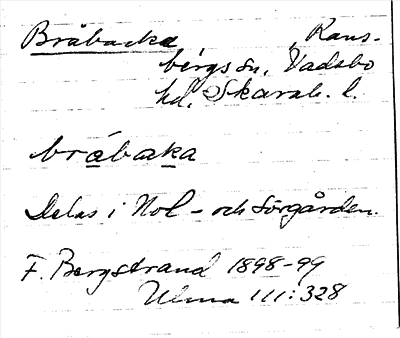 Bråbacka, Rans-
bergs sn, Vadsbo
hd, Skarab. l.
bråbaka
Delas i Nol- och Sörgården.
F. Bergstrand 1898-99
Ulma 111:328